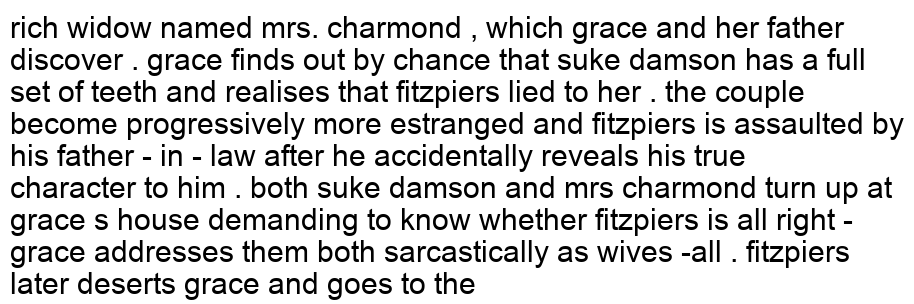 rich widow named mrs. charmond , which grace and her father
discover . grace finds out by chance that suke damson has a full
set of teeth and realises that fitzpiers lied to her . the couple
become progressively more estranged and fitzpiers is assaulted by
his father - in - law after he accidentally reveals his true
character to him . both suke damson and mrs charmond turn up at
grace s house demanding to know whether fitzpiers is all right -
grace addresses them both sarcastically as wives -all . fitzpiers
later deserts grace and goes to the